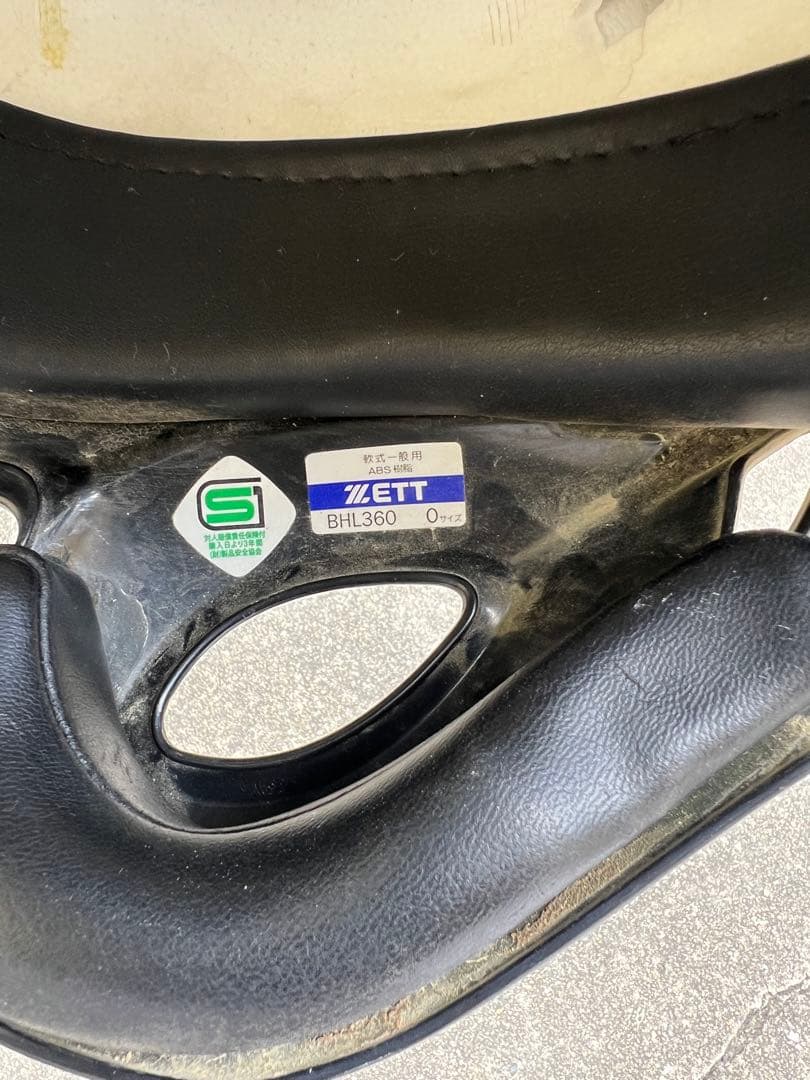 軟式一般用
ABS樹脂
ZETT
BHL360 0サイズ
SG
対人賠償責任保険付
購入日より3年間
(財)製品安全協会